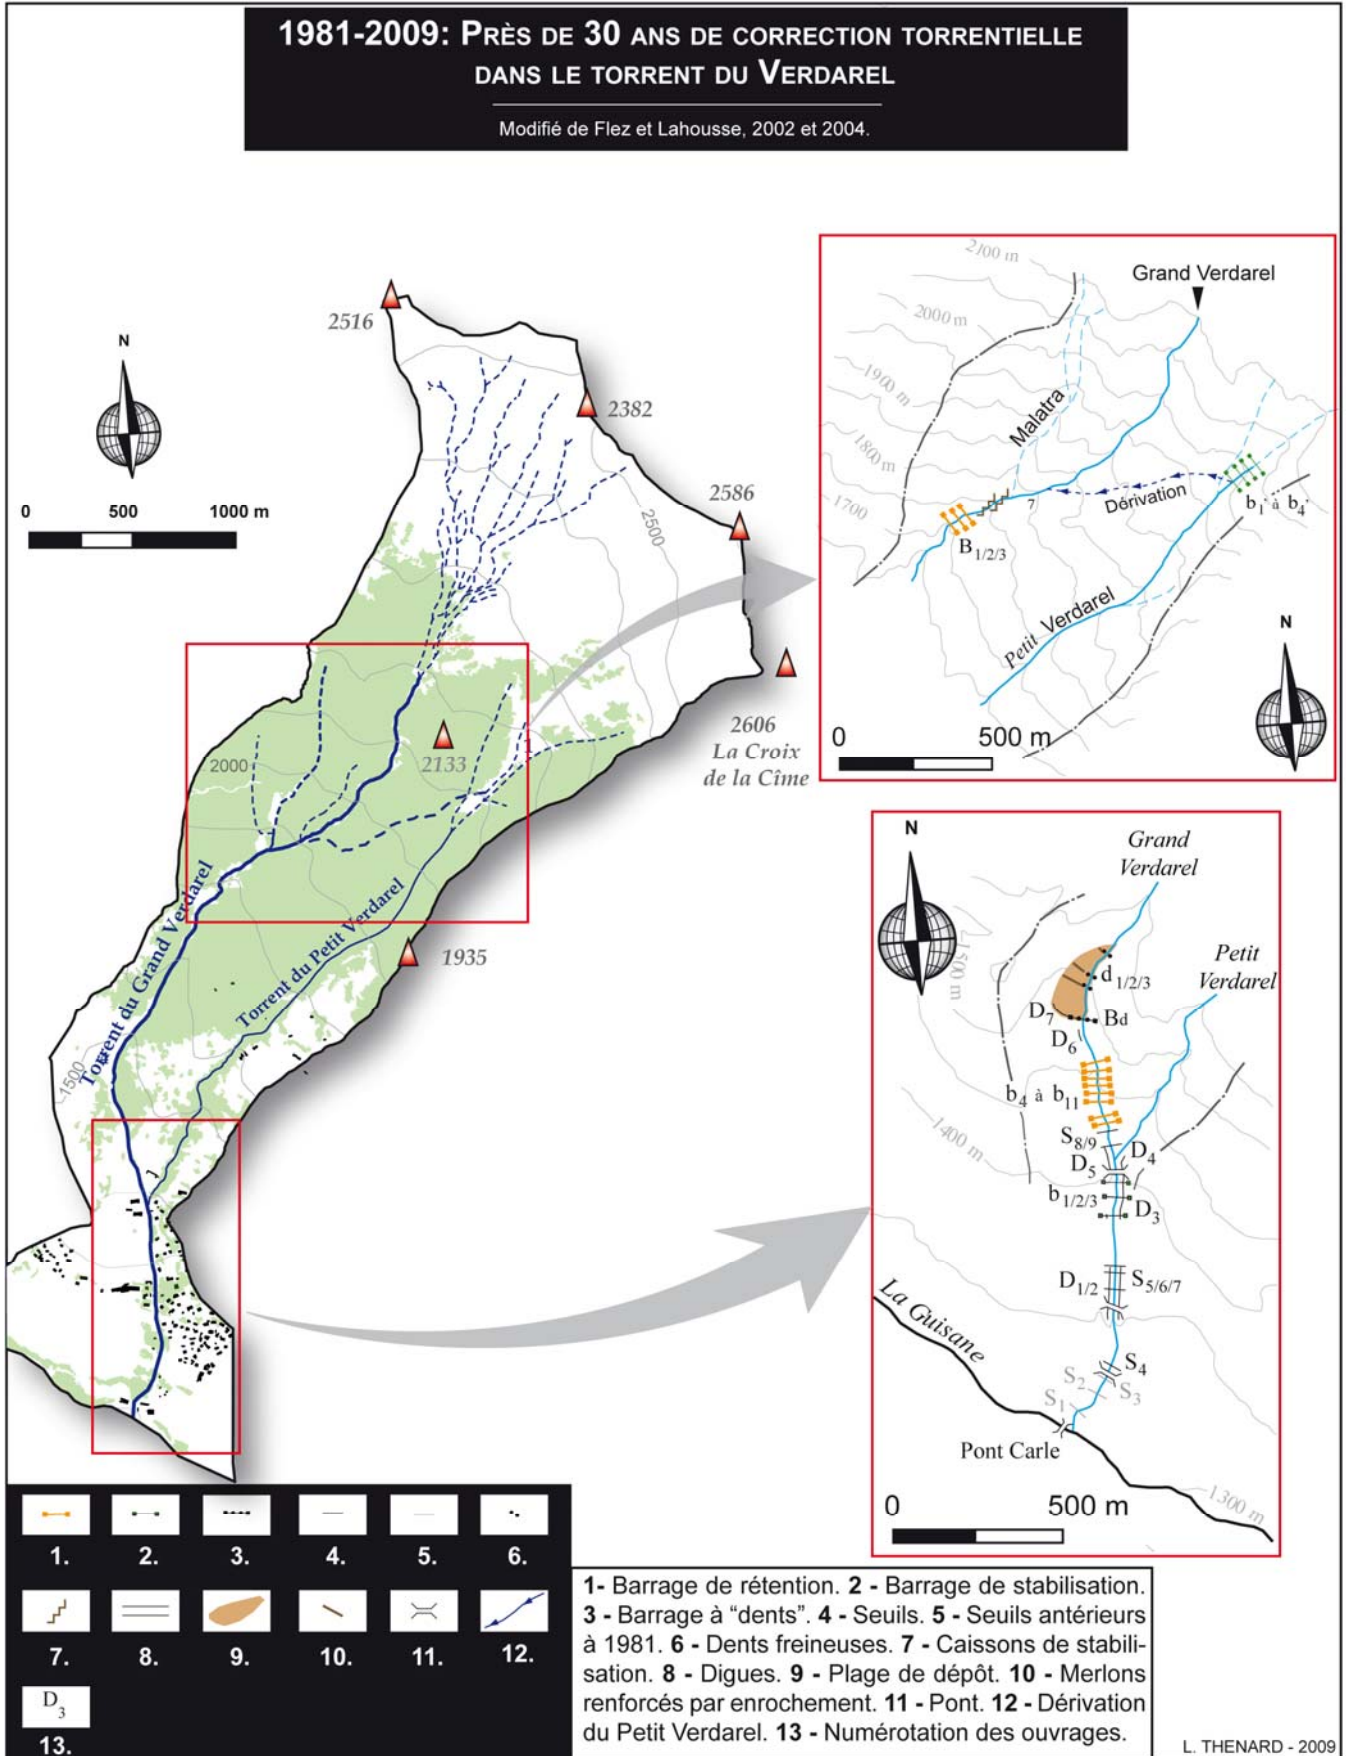 1981-2009: PRÈS DE 30 ANS DE CORRECTION TORRENTIELLE
DANS LE TORRENT DU VERDAREL
Modifié de Flez et Lahousse, 2002 et 2004.
N
0 500 1000 m
2516
2382
2586
2500
2606
La Croix
de la Cîme
2133
2000
1935
1500
Torrent du Grand Verdarel
Torrent du Petit Verdarel
2100 m
Grand Verdarel
2000 m
1900 m
Malatra
1800 m
1700
7
Dérivation
b1' à b4'
B1/2/3
Petit Verdarel
N
0 500 m
N
Grand
Verdarel
Petit
Verdarel
1500 m
d1/2/3
D7
Bd
D6
b4 à b11
1400 m
S8/9
D4
D5
b1/2/3
D3
D1/2
S5/6/7
La Guisane
S4
S2
S3
S1
Pont Carle
1300 m
0 500 m
1. 2. 3. 4. 5. 6.
7. 8. 9. 10. 11. 12.
D3
13.
1- Barrage de rétention. 2 - Barrage de stabilisation.
3 - Barrage à “dents”. 4 - Seuils. 5 - Seuils antérieurs
à 1981. 6 - Dents freineuses. 7 - Caissons de stabili-
sation. 8 - Digues. 9 - Plage de dépôt. 10 - Merlons
renforcés par enrochement. 11 - Pont. 12 - Dérivation
du Petit Verdarel. 13 - Numérotation des ouvrages.
L. THENARD - 2009